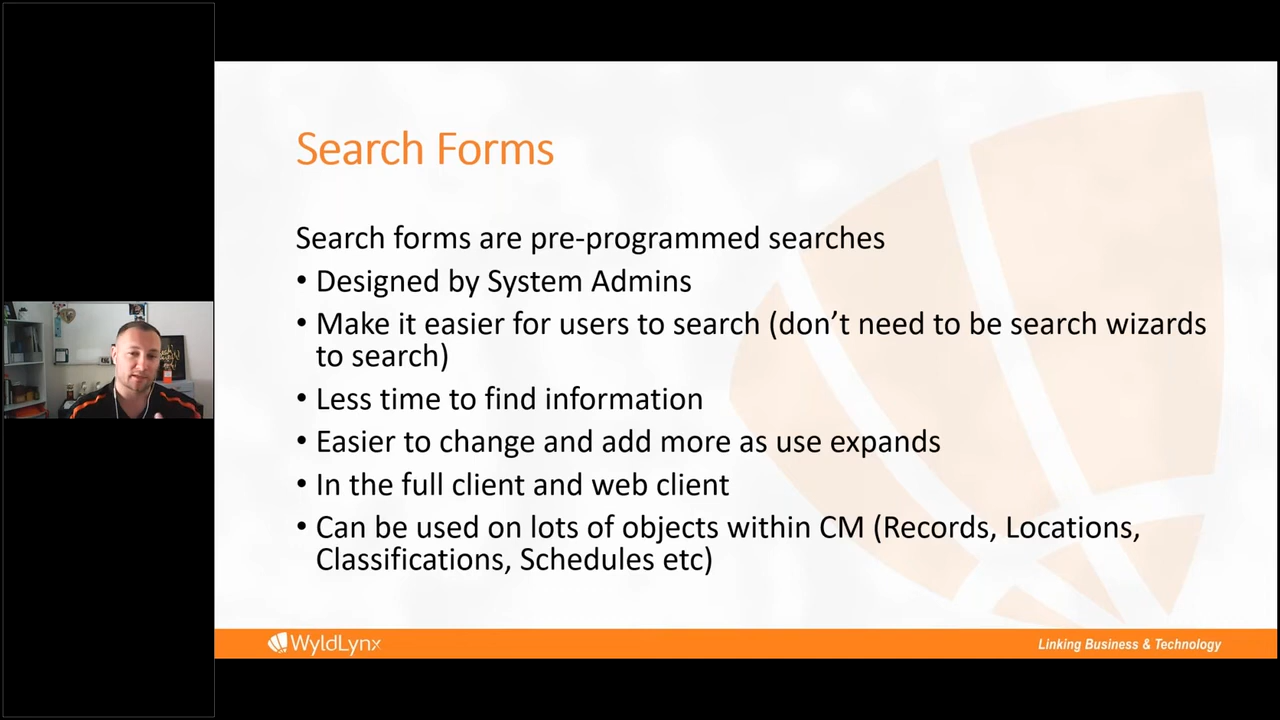 Search Forms
Search forms are pre-programmed searches
• Designed by System Admins
• Make it easier for users to search (don’t need to be search wizards
to search)
• Less time to find information
• Easier to change and add more as use expands
• In the full client and web client
• Can be used on lots of objects within CM (Records, Locations,
Classifications, Schedules etc)
WyldLynx
Linking Business & Technology